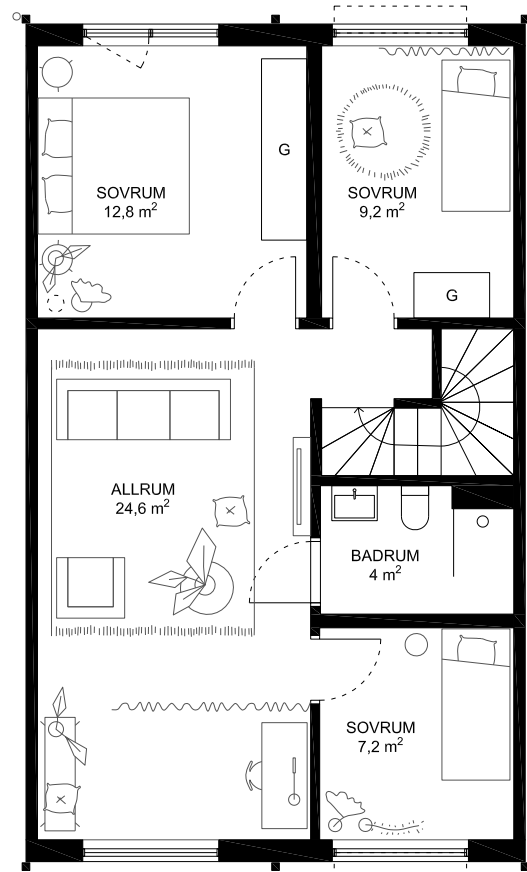 SOVRUM
12,8 m²
G
SOVRUM
9,2 m²
G
ALLRUM
24,6 m²
BADRUM
4 m²
SOVRUM
7,2 m²